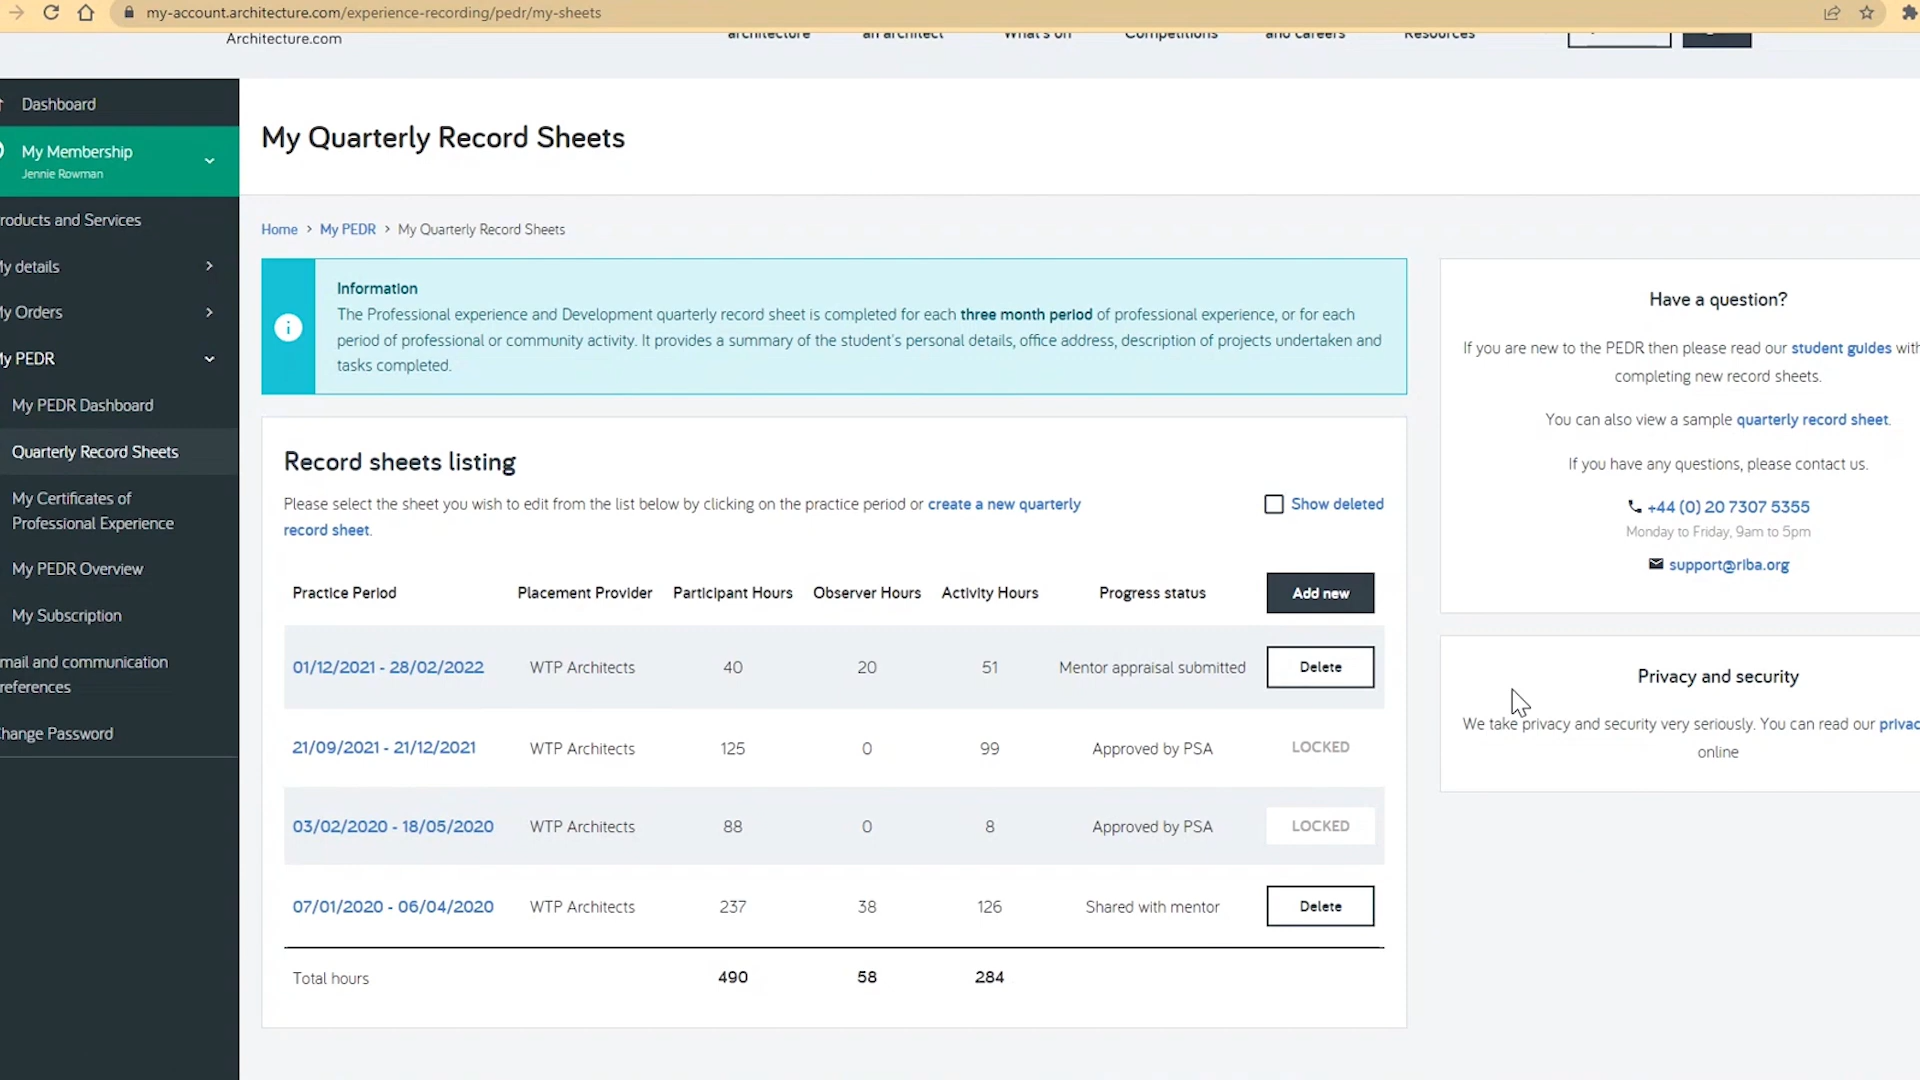 my-account.architecture.com/experience-recording/pedr/my-sheets
Architecture.com
architecture
an architect
What's on
Competitions
and careers
Resources
Dashboard
My Membership
Jennie Rowman
roducts and Services
My details
My Orders
My PEDR
My PEDR Dashboard
Quarterly Record Sheets
My Certificates of
Professional Experience
My PEDR Overview
My Subscription
mail and communication
references
hange Password
My Quarterly Record Sheets
Home > My PEDR > My Quarterly Record Sheets
Information
The Professional experience and Development quarterly record sheet is completed for each three month period of professional experience, or for each
period of professional or community activity. It provides a summary of the student's personal details, office address, description of projects undertaken and
tasks completed.
Record sheets listing
Please select the sheet you wish to edit from the list below by clicking on the practice period or create a new quarterly
record sheet.
Show deleted
Practice Period Placement Provider Participant Hours Observer Hours Activity Hours Progress status Add new
01/12/2021 - 28/02/2022 WTP Architects 40 20 51 Mentor appraisal submitted Delete
21/09/2021 - 21/12/2021 WTP Architects 125 0 99 Approved by PSA LOCKED
03/02/2020 - 18/05/2020 WTP Architects 88 0 8 Approved by PSA LOCKED
07/01/2020 - 06/04/2020 WTP Architects 237 38 126 Shared with mentor Delete
Total hours 490 58 284
Have a question?
If you are new to the PEDR then please read our student guides with
completing new record sheets.
You can also view a sample quarterly record sheet.
If you have any questions, please contact us.
+44 (0) 20 7307 5355
Monday to Friday, 9am to 5pm
support@riba.org
Privacy and security
We take privacy and security very seriously. You can read our privac
online